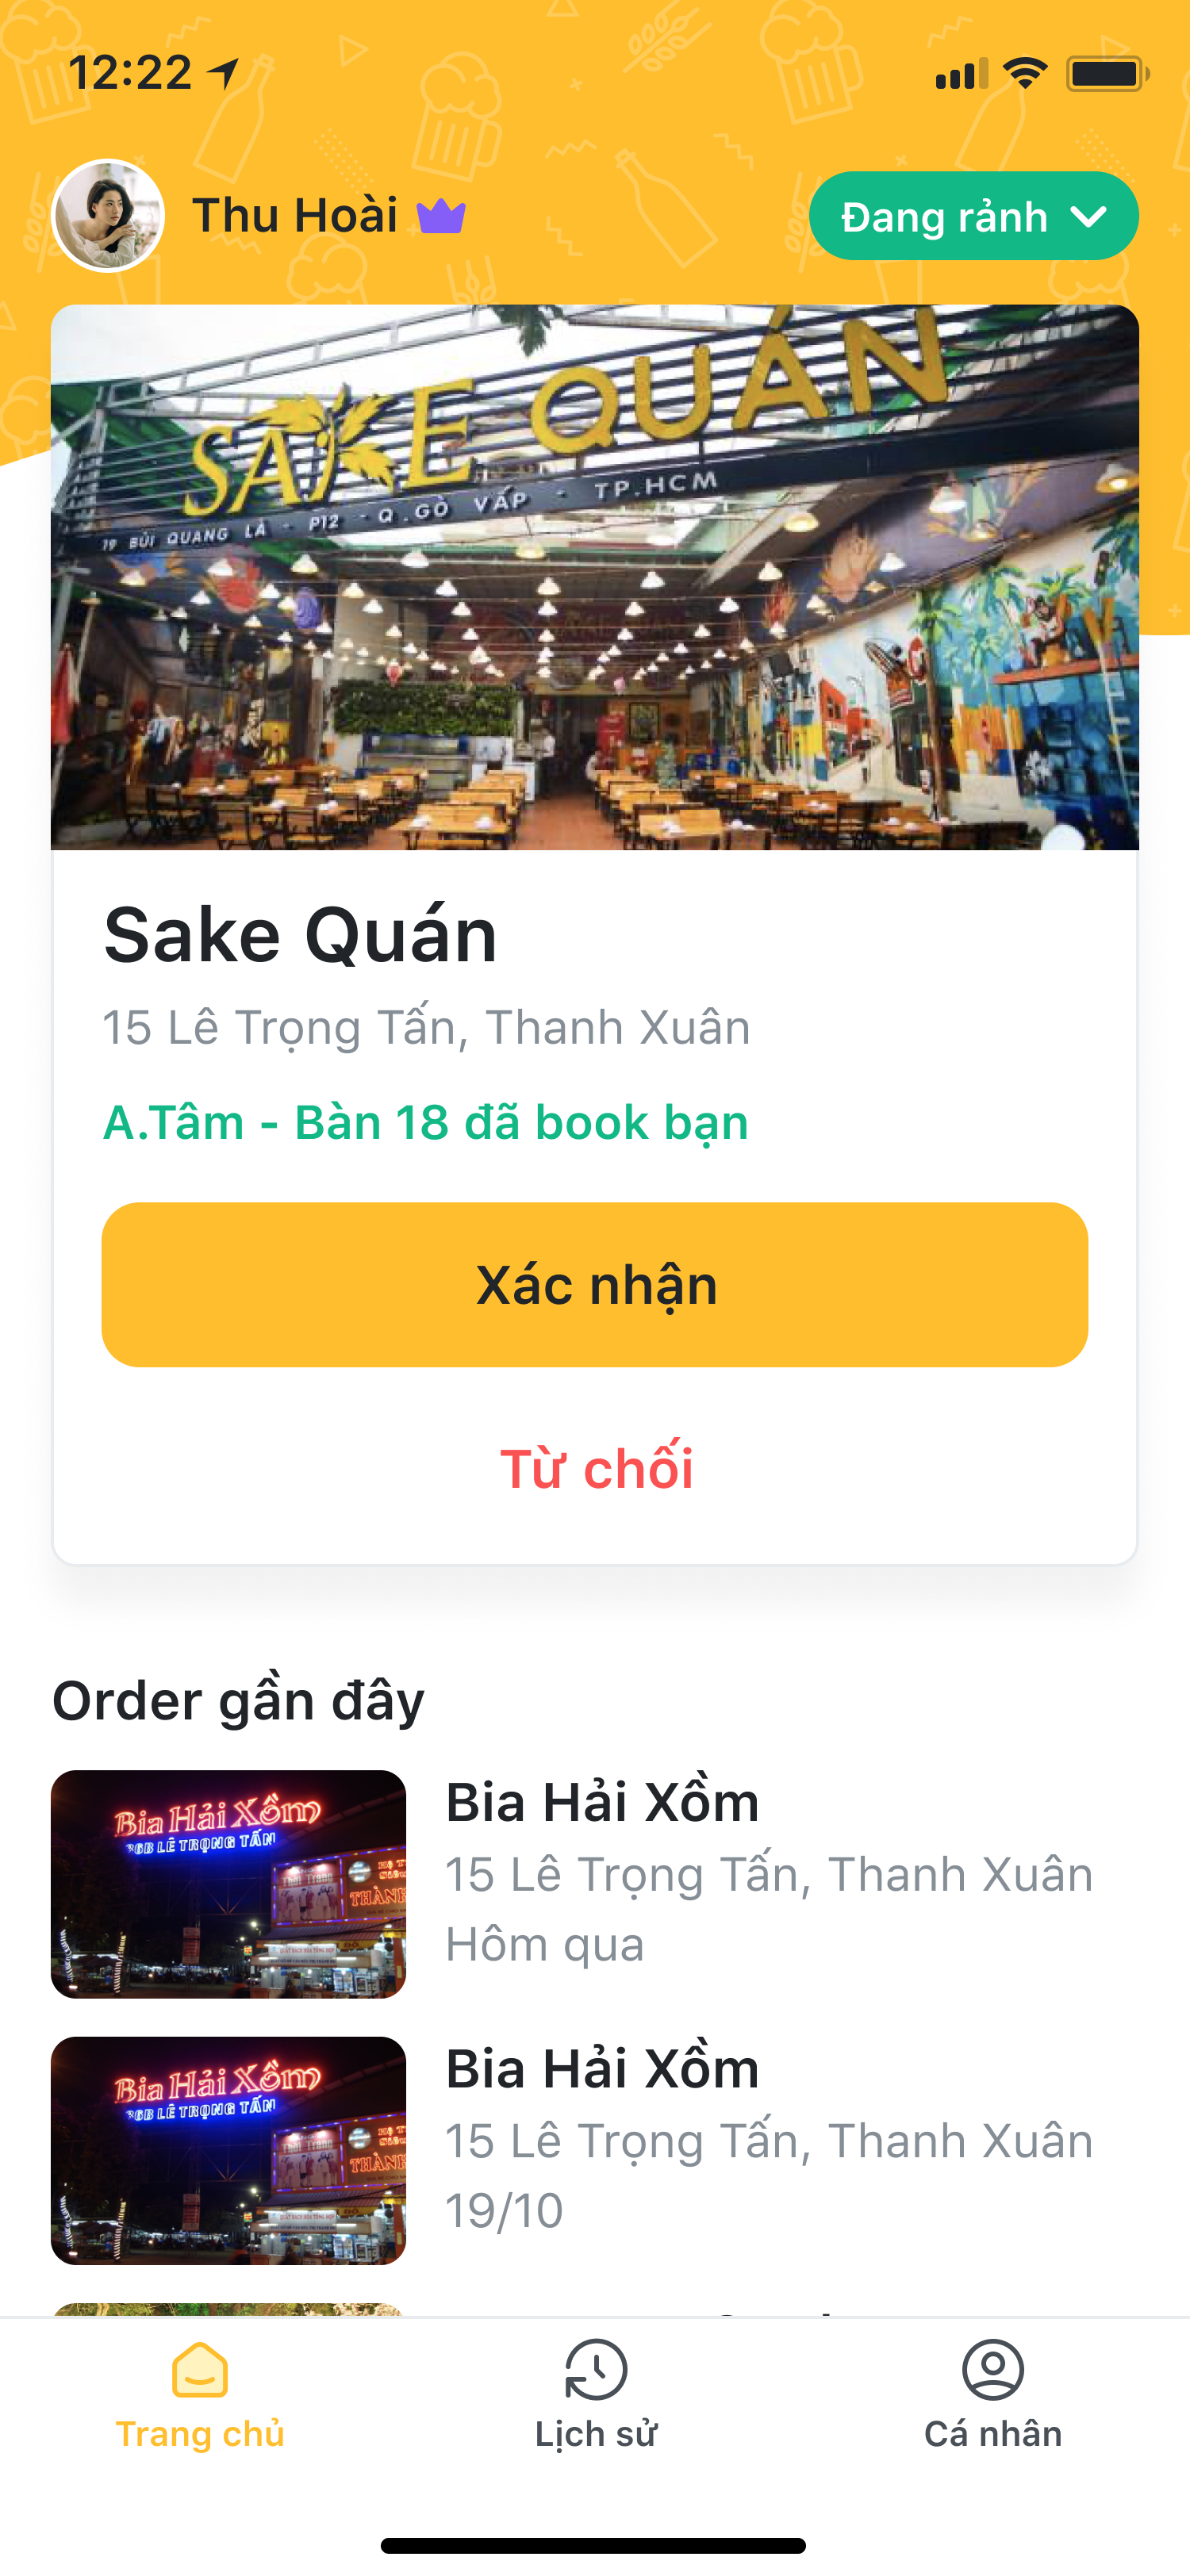 12:22
Thu Hoài
Đang rảnh
SAKE QUÁN
19 BÙI QUANG LÀ - P12 - Q.GÒ VẤP - TP.HCM
Sake Quán
15 Lê Trọng Tấn, Thanh Xuân
A.Tâm - Bàn 18 đã book bạn
Xác nhận
Từ chối
Order gần đây
Bia Hải Xồm
LÊ TRỌNG TẤN
THÀNH
Bia Hải Xồm
15 Lê Trọng Tấn, Thanh Xuân
Hôm qua
Bia Hải Xồm
LÊ TRỌNG TẤN
THÀNH
Bia Hải Xồm
15 Lê Trọng Tấn, Thanh Xuân
19/10
Trang chủ
Lịch sử
Cá nhân